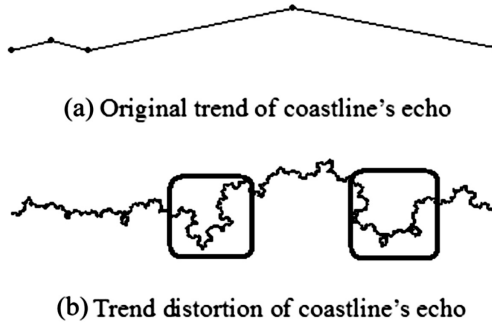 (a) Original trend of coastline's echo
(b) Trend distortion of coastline's echo